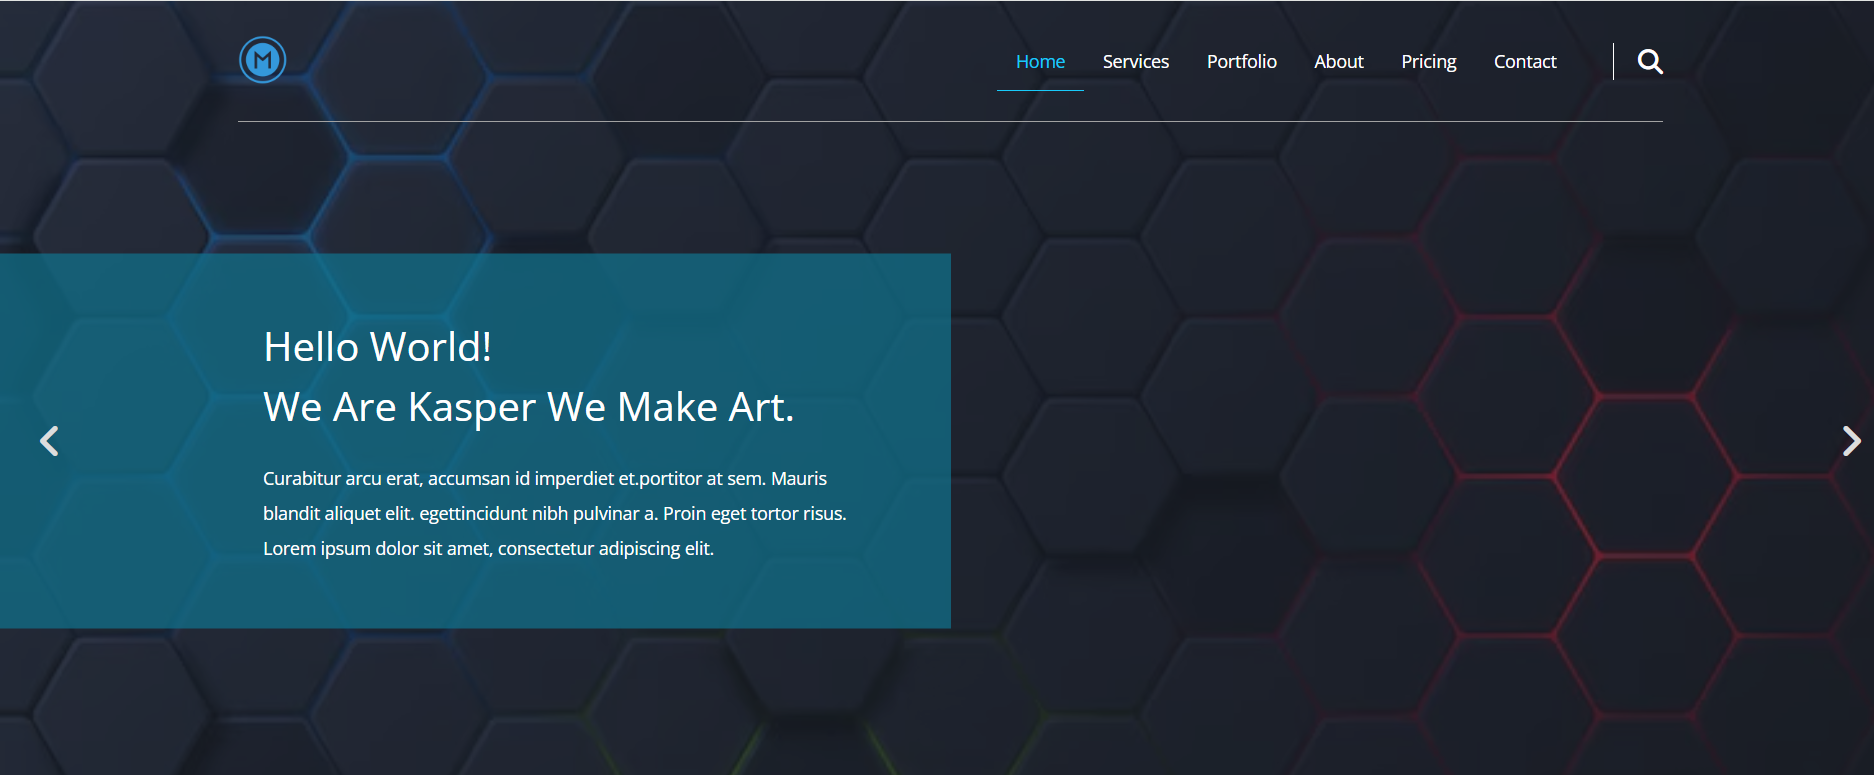 M
Home Services Portfolio About Pricing Contact
Hello World!
We Are Kasper We Make Art.
Curabitur arcu erat, accumsan id imperdiet et.portitor at sem. Mauris
blandit aliquet elit. egettincidunt nibh pulvinar a. Proin eget tortor risus.
Lorem ipsum dolor sit amet, consectetur adipiscing elit.